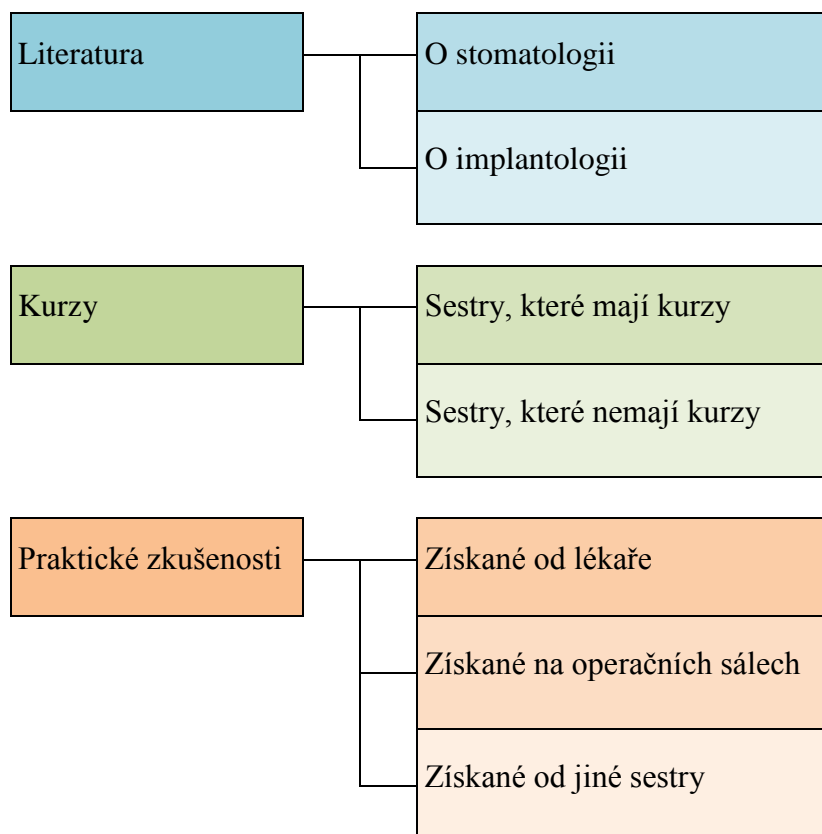 Literatura
O stomatologii
O implantologii
Kurzy
Sestry, které mají kurzy
Sestry, které nemají kurzy
Praktické zkušenosti
Získané od lékaře
Získané na operačních sálech
Získané od jiné sestry